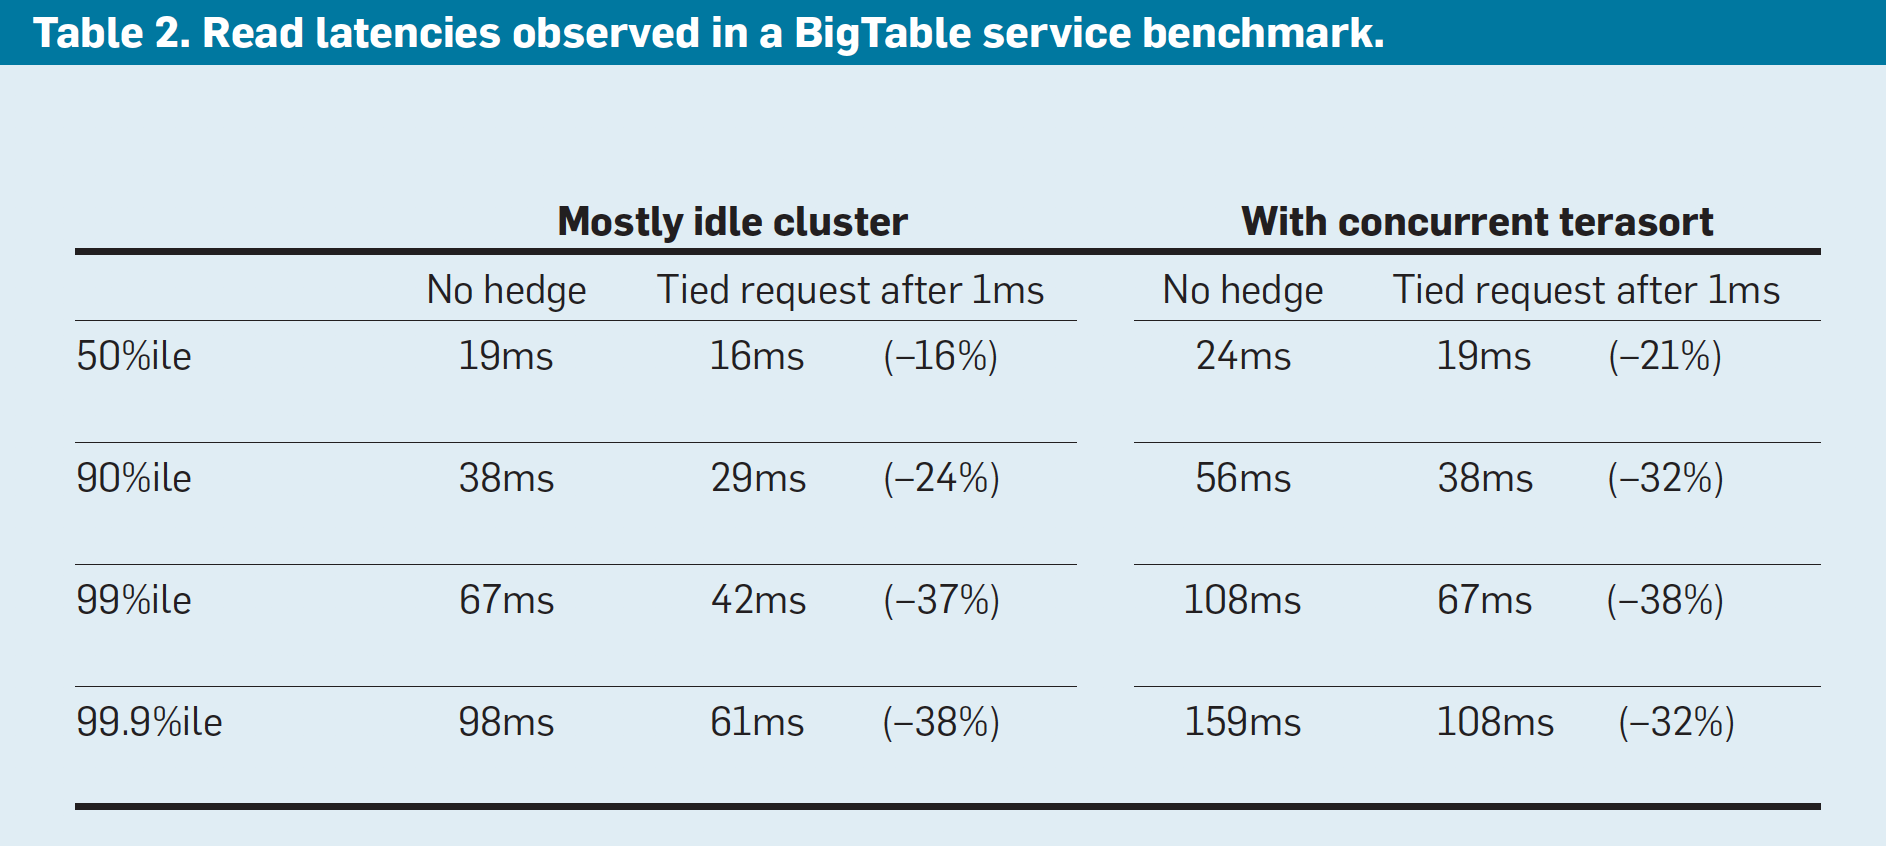 Table 2. Read latencies observed in a BigTable service benchmark.
Mostly idle cluster With concurrent terasort
No hedge Tied request after 1ms No hedge Tied request after 1ms
50%ile 19ms 16ms (–16%) 24ms 19ms (–21%)
90%ile 38ms 29ms (–24%) 56ms 38ms (–32%)
99%ile 67ms 42ms (–37%) 108ms 67ms (–38%)
99.9%ile 98ms 61ms (–38%) 159ms 108ms (–32%)